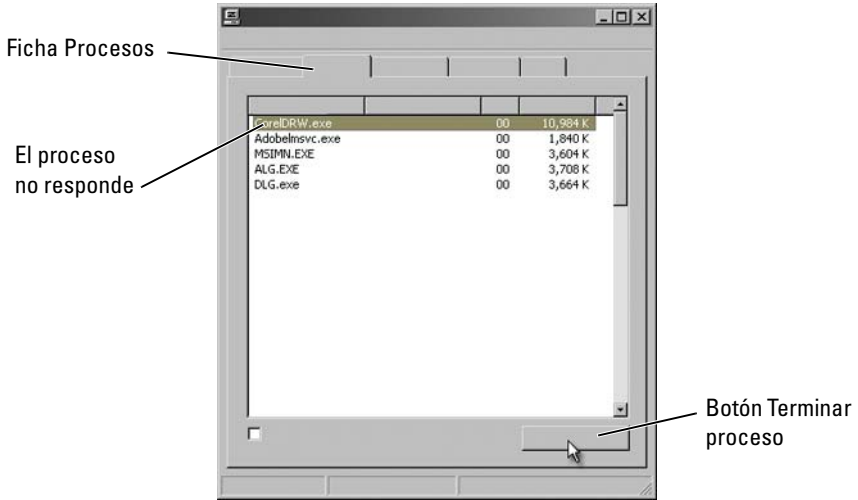 Ficha Procesos
El proceso
no responde
CorelDRW.exe 00 10,984 K
Adobelmsvc.exe 00 1,840 K
MSIMN.EXE 00 3,604 K
ALG.EXE 00 3,708 K
DLG.exe 00 3,664 K
Botón Terminar
proceso